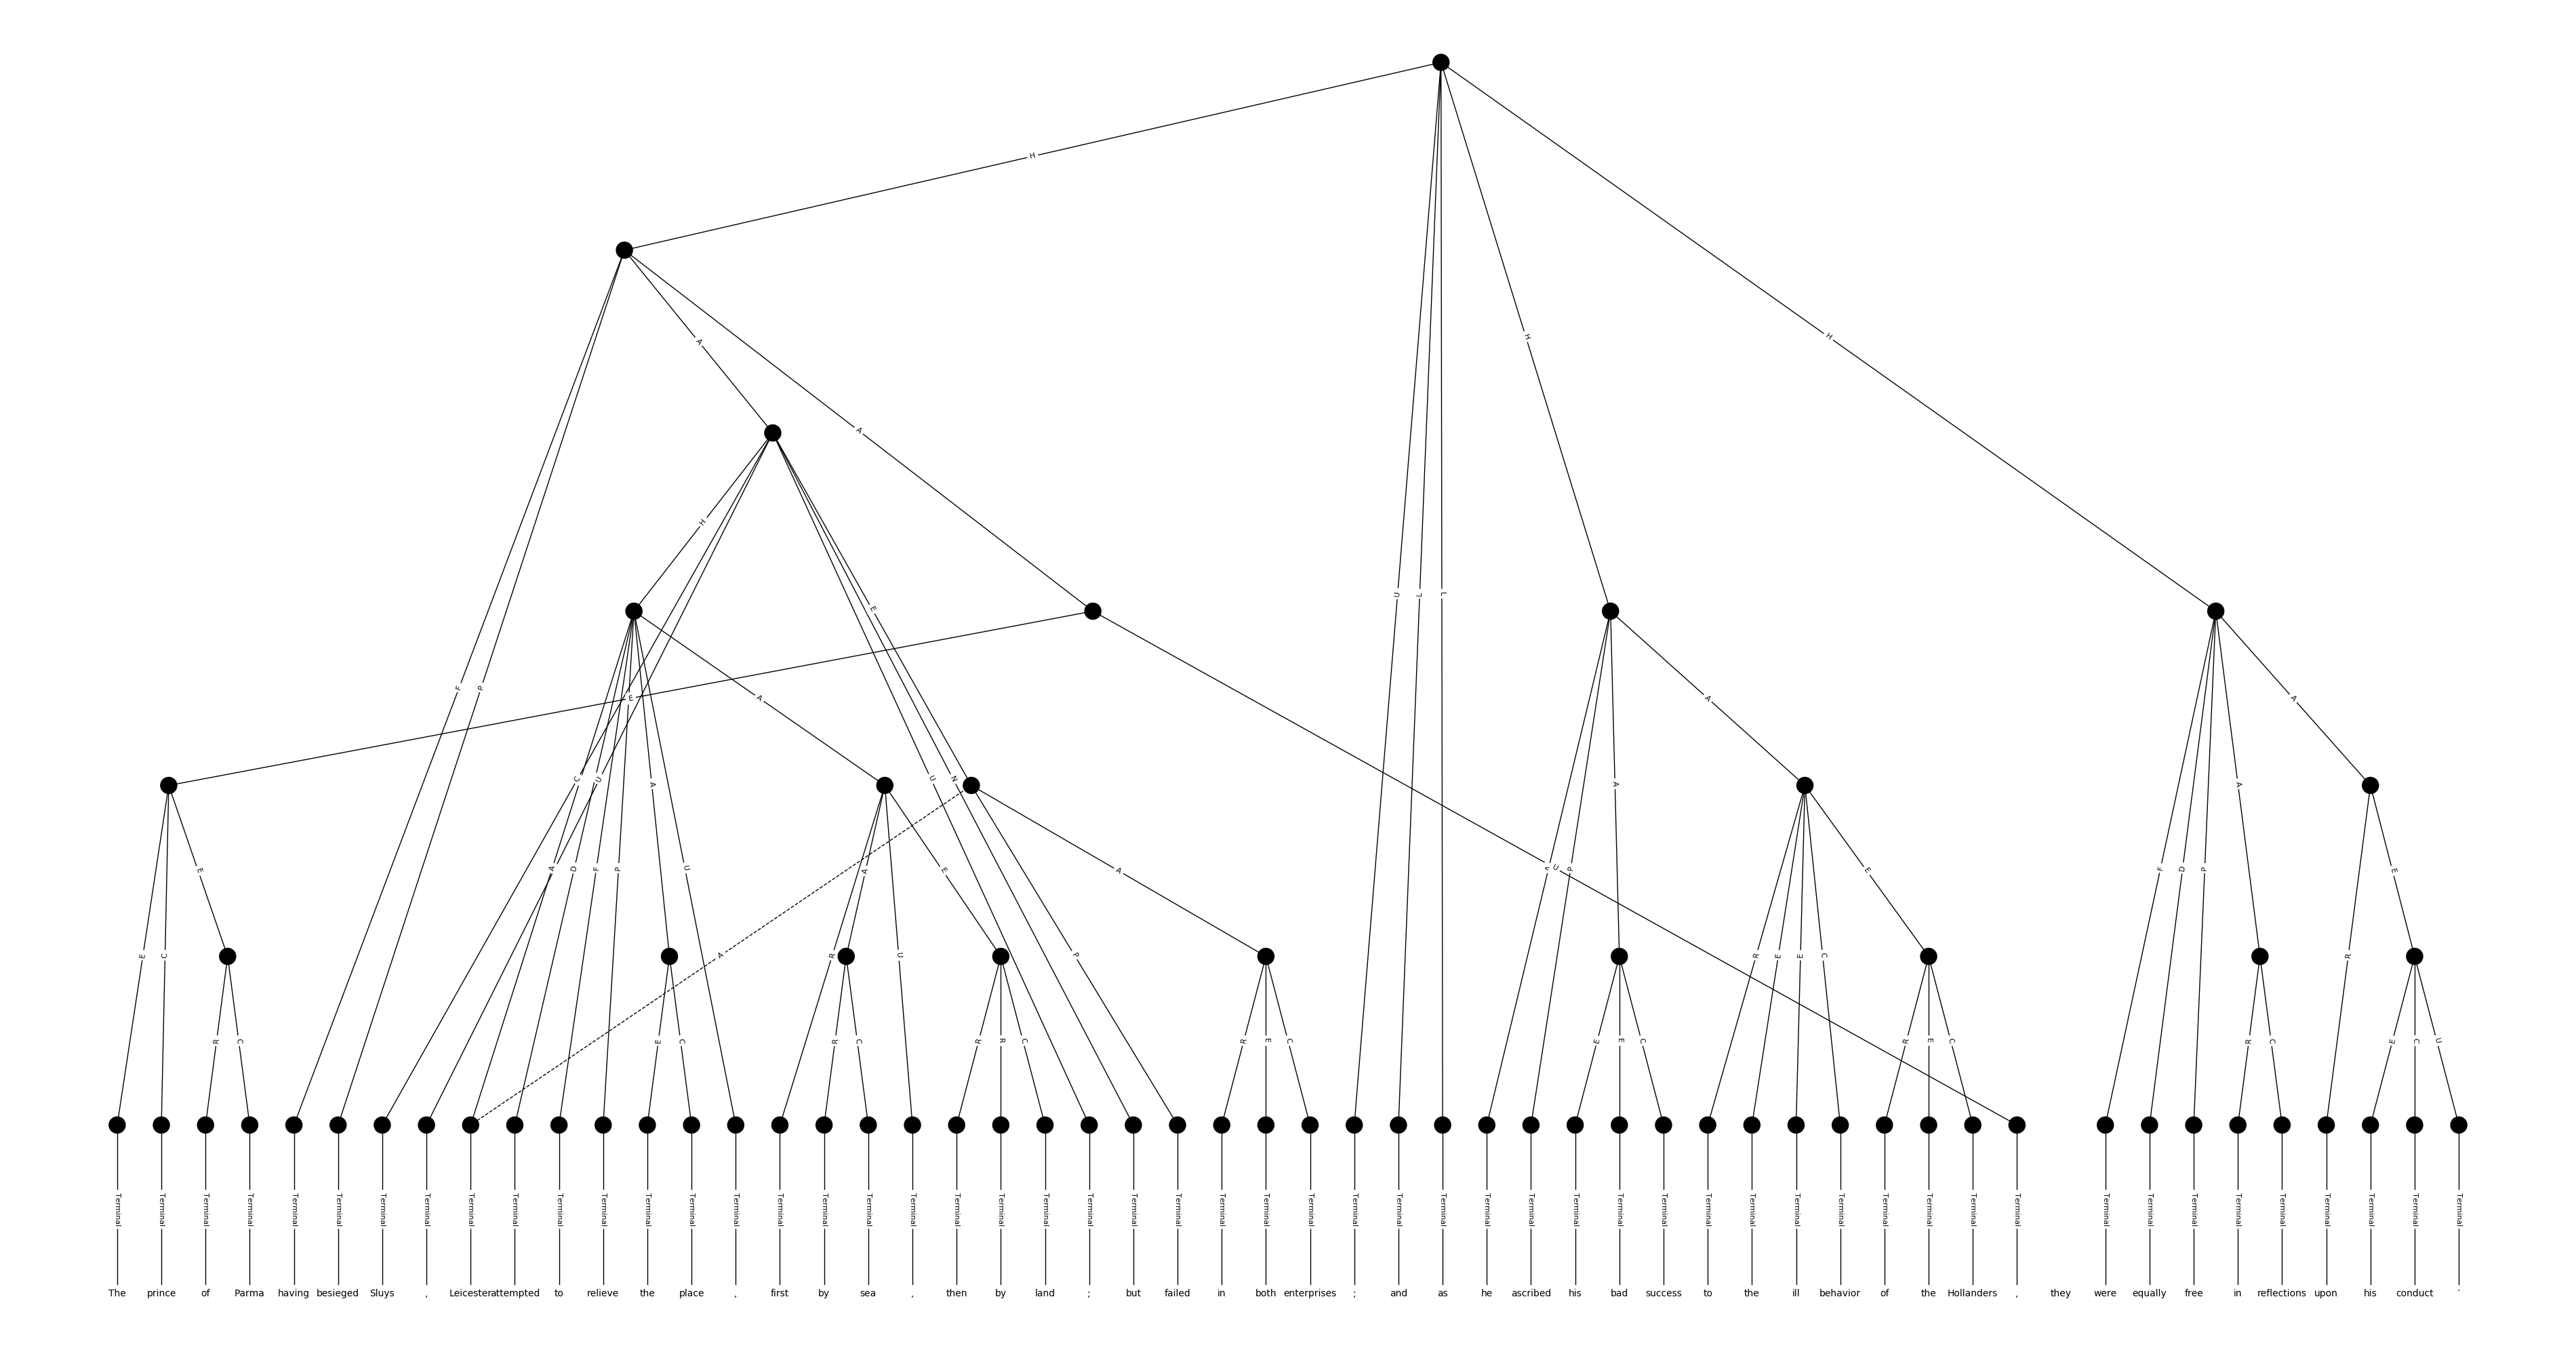 H
H H
A
A
H
E
U L L
F P
E A A A
C U A U N A
A D F P U A E A A U P E F D P E
E C R U P R E E C R
A
R C E C R C R R C R E C E E C R E C R C E C U
Terminal Terminal Terminal Terminal Terminal Terminal Terminal Terminal Terminal Terminal Terminal Terminal Terminal Terminal Terminal Terminal Terminal Terminal Terminal Terminal Terminal Terminal Terminal Terminal Terminal Terminal Terminal Terminal Terminal Terminal Terminal Terminal Terminal Terminal Terminal Terminal Terminal Terminal Terminal Terminal Terminal Terminal Terminal Terminal Terminal Terminal Terminal Terminal Terminal Terminal Terminal Terminal Terminal
The prince of Parma having besieged Sluys , Leicester attempted to relieve the place , first by sea , then by land ; but failed in both enterprises ; and as he ascribed his bad success to the ill behavior of the Hollanders , they were equally free in reflections upon his conduct .